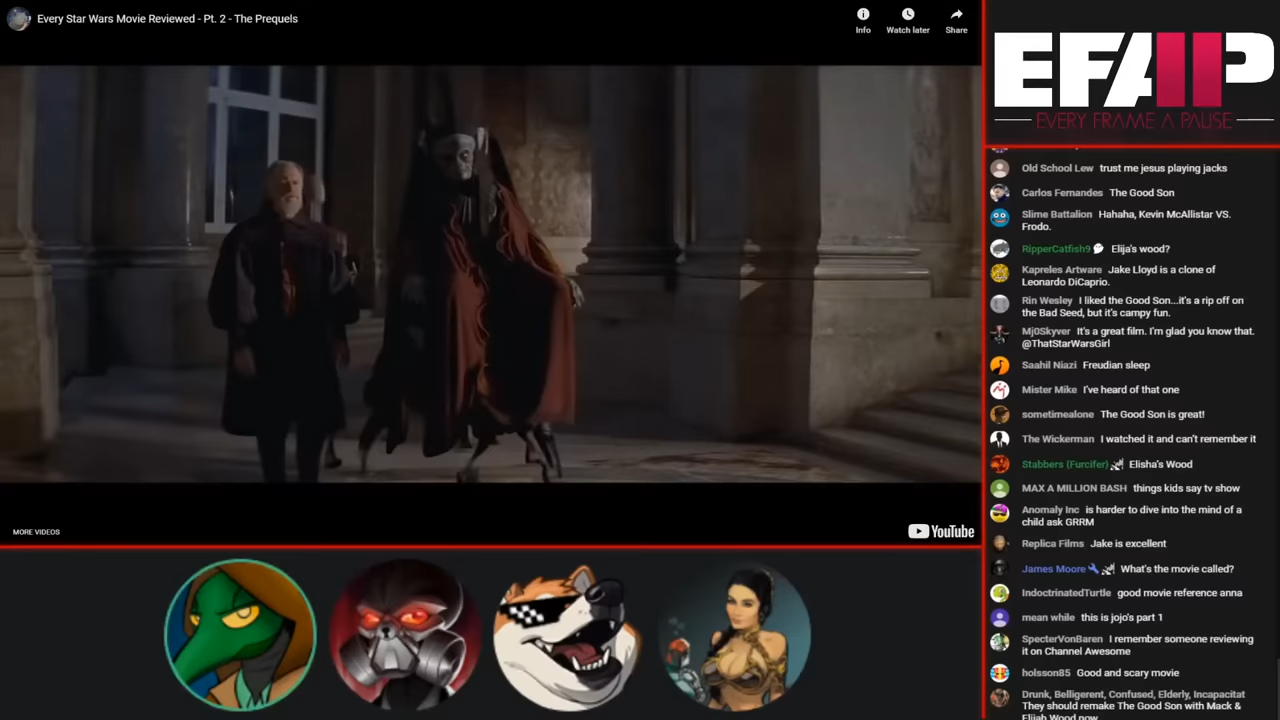 Every Star Wars Movie Reviewed - Pt. 2 - The Prequels
Info
Watch later
Share
MORE VIDEOS
YouTube
EFAP
EVERY FRAME A PAUSE
Old School Lew trust me jesus playing jacks
Carlos Fernandes The Good Son
Slime Battalion Hahaha, Kevin McAllistar VS.
Frodo.
RipperCatfish9 Elija's wood?
Kapreles Artware Jake Lloyd is a clone of
Leonardo DiCaprio.
Rin Wesley I liked the Good Son...it's a rip off on
the Bad Seed, but it's campy fun.
Mj0Skyver It's a great film. I'm glad you know that.
@ThatStarWarsGirl
Saahil Niazi Freudian sleep
Mister Mike I've heard of that one
sometimealone The Good Son is great!
The Wickerman I watched it and can't remember it
Stabbers (Furcifer) Elisha's Wood
MAX A MILLION BASH things kids say tv show
Anomaly Inc is harder to dive into the mind of a
child ask GRRM
Replica Films Jake is excellent
James Moore What's the movie called?
IndoctrinatedTurtle good movie reference anna
mean while this is jojo's part 1
SpecterVonBaren I remember someone reviewing
it on Channel Awesome
holsson85 Good and scary movie
Drunk, Belligerent, Confused, Elderly, Incapacitat
They should remake The Good Son with Mack &
Elijah Wood now